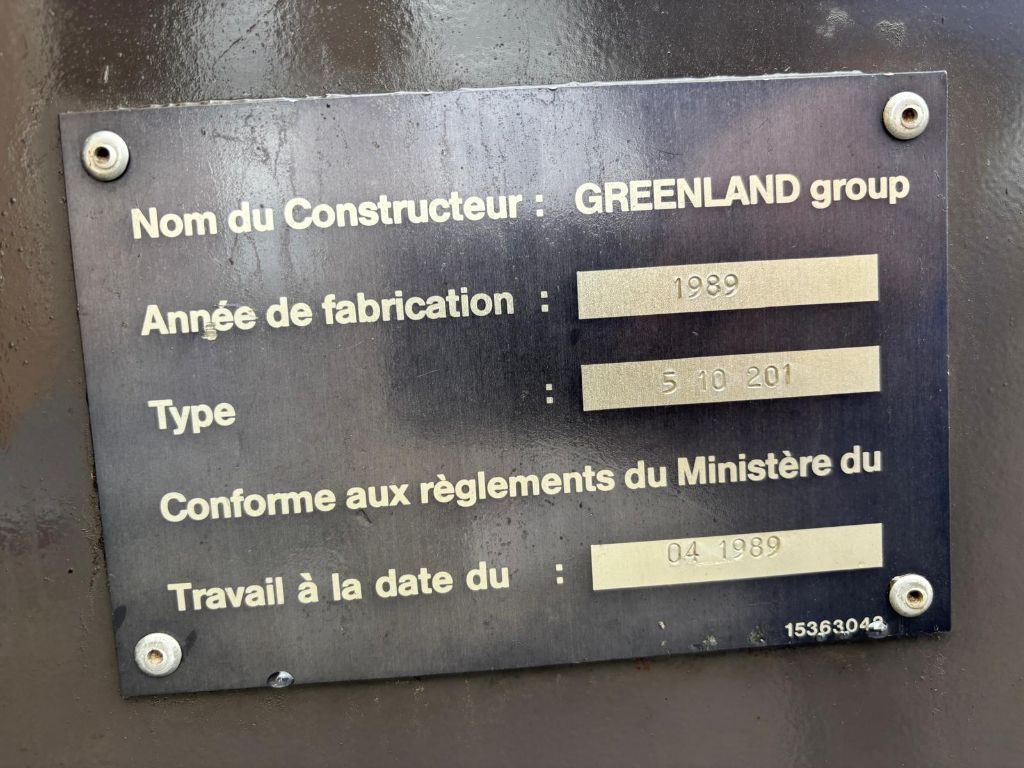 Nom du Constructeur : GREENLAND group
Année de fabrication : 1989
Type : 5 10 201
Conforme aux règlements du Ministère du
Travail à la date du : 04 1989
15363042